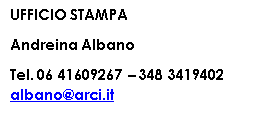 UFFICIO STAMPA
Andreina Albano
Tel. 06 41609267 – 348 3419402
albano@arci.it